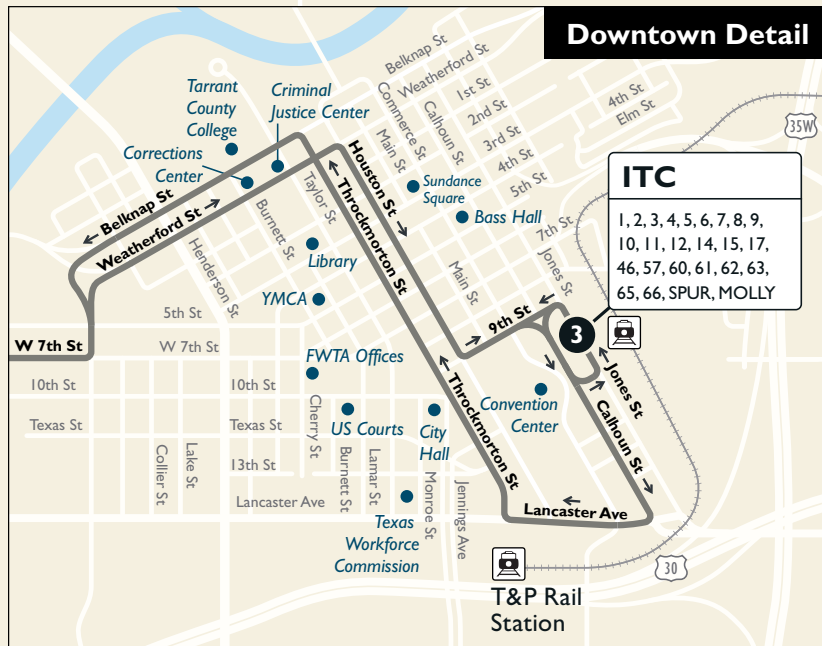 Downtown Detail
Tarrant
County
College
Criminal
Justice Center
Corrections
Center
Belknap St
Weatherford St
Commerce St
Calhoun St
Main St
1st St
2nd St
3rd St
4th St
5th St
4th St
Elm St
35W
ITC
1, 2, 3, 4, 5, 6, 7, 8, 9,
10, 11, 12, 14, 15, 17,
46, 57, 60, 61, 62, 63,
65, 66, SPUR, MOLLY
Houston St
Sundance
Square
Bass Hall
7th St
Jones St
Belknap St
Weatherford St
Taylor St
Throckmorton St
Burnett St
Henderson St
Library
YMCA
Main St
9th St
3
5th St
W 7th St
W 7th St
FWTA Offices
10th St
10th St
Texas St
Texas St
Cherry St
US Courts
City
Hall
Throckmorton St
Convention
Center
Jones St
Calhoun St
13th St
Collier St
Lake St
Burnett St
Lamar St
Monroe St
Jennings Ave
Lancaster Ave
Lancaster Ave
Texas
Workforce
Commission
30
T&P Rail
Station